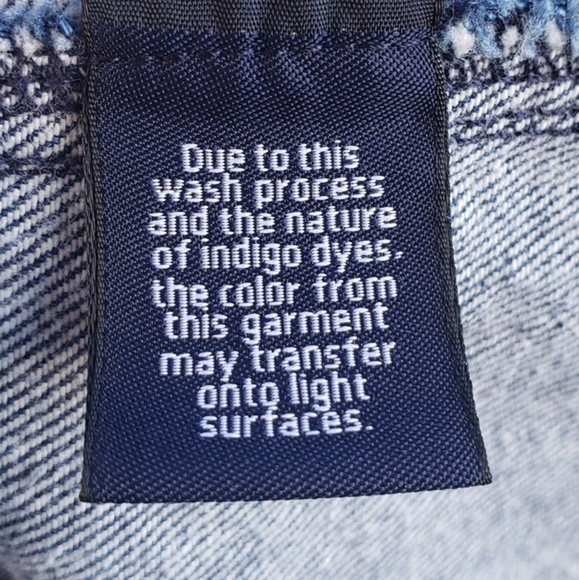 Due to this
wash process
and the nature
of indigo dyes,
the color from
this garment
may transfer
onto light
surfaces.